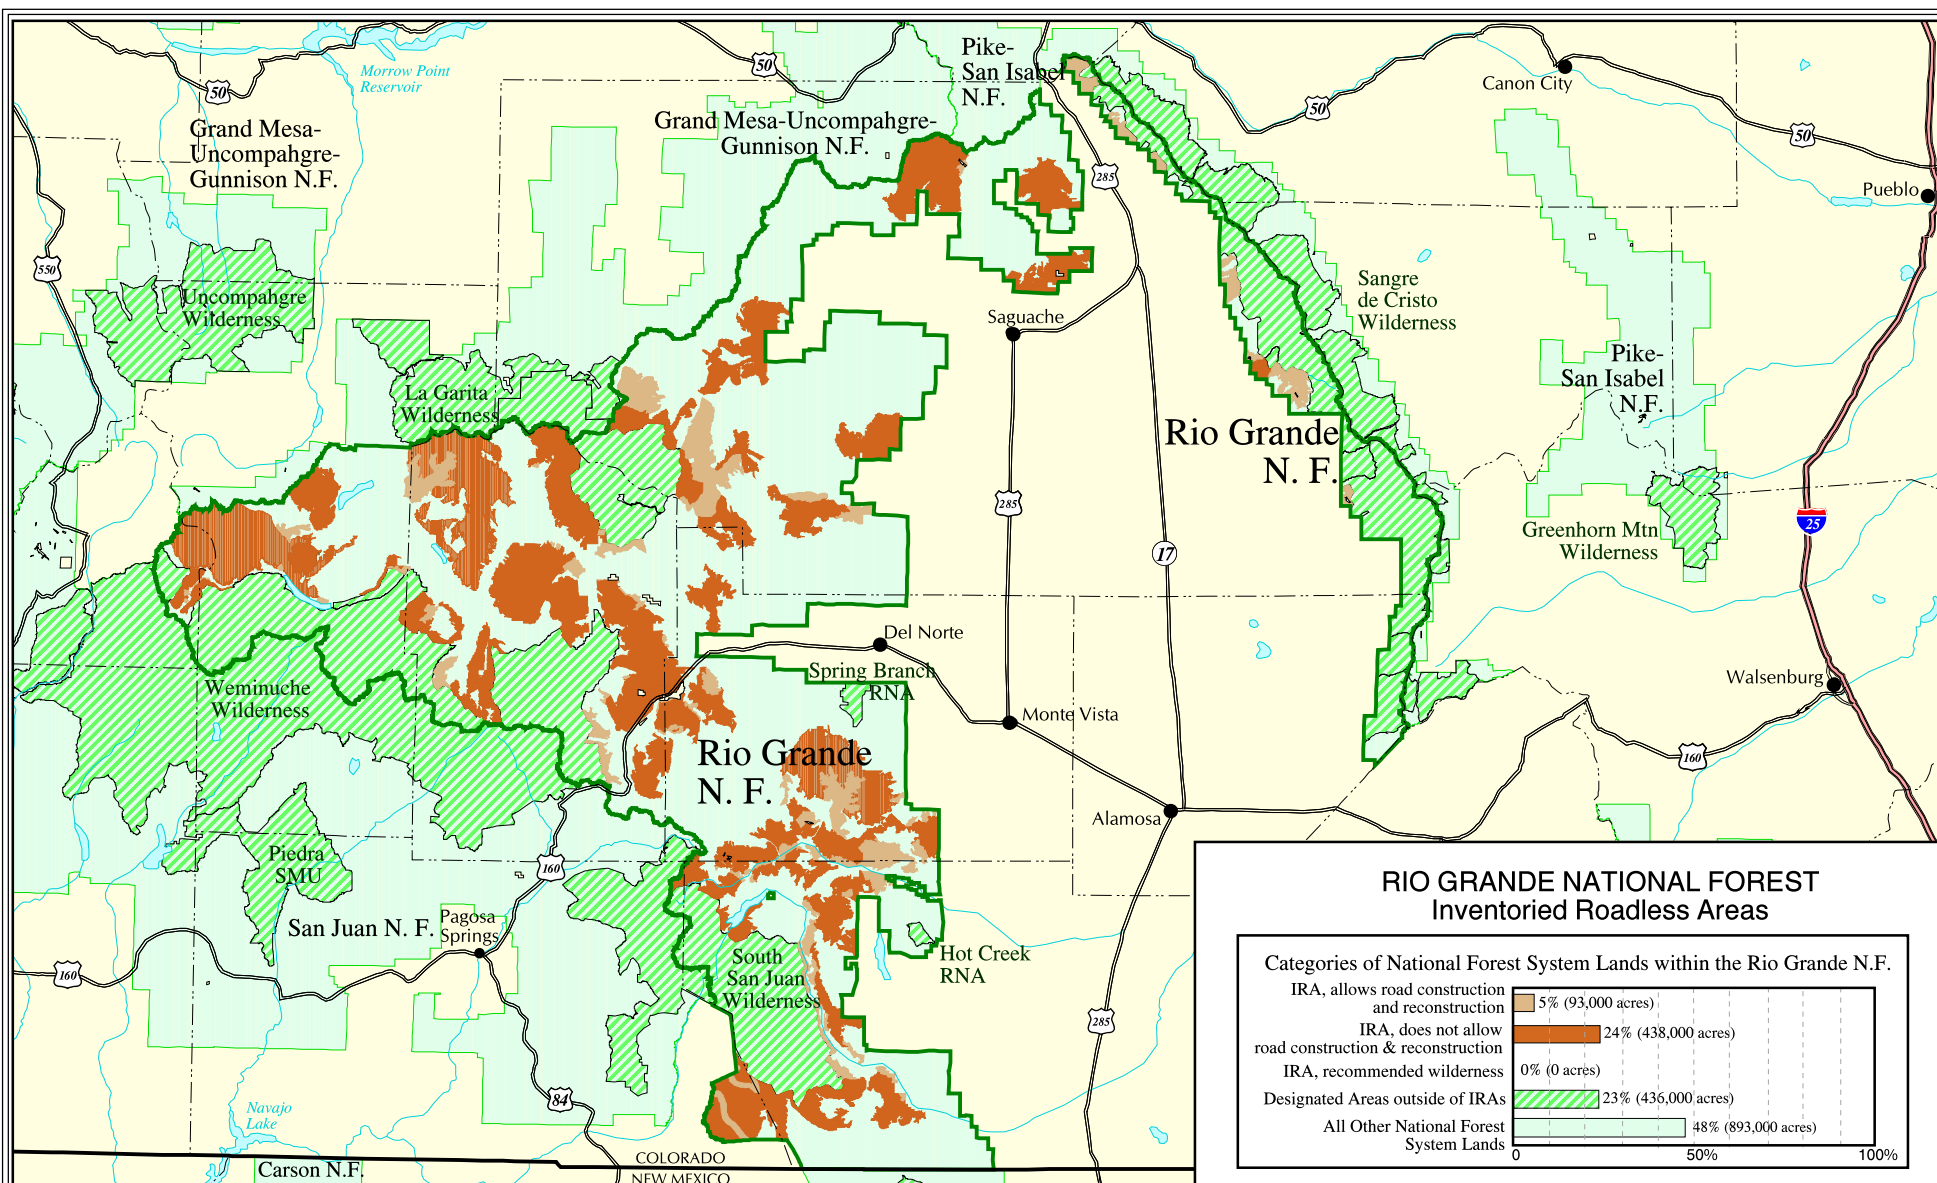 50
Morrow Point
Reservoir
50
Pike-
San Isabel
N.F.
50
Canon City
50
Grand Mesa-
Uncompahgre-
Gunnison N.F.
Grand Mesa-Uncompahgre-
Gunnison N.F.
285
Pueblo
550
Uncompahgre
Wilderness
Sangre
de Cristo
Wilderness
Saguache
Pike-
San Isabel
N.F.
La Garita
Wilderness
Rio Grande
N. F.
285
25
Greenhorn Mtn
Wilderness
17
Del Norte
Spring Branch
RNA
Weminuche
Wilderness
Walsenburg
Monte Vista
Rio Grande
N. F.
160
Alamosa
Piedra
SMU
160
San Juan N. F.
Pagosa
Springs
South
San Juan
Wilderness
Hot Creek
RNA
160
285
84
Navajo
Lake
Carson N.F.
COLORADO
NEW MEXICO
RIO GRANDE NATIONAL FOREST
Inventoried Roadless Areas
Categories of National Forest System Lands within the Rio Grande N.F.
IRA, allows road construction
and reconstruction
5% (93,000 acres)
IRA, does not allow
road construction & reconstruction
24% (438,000 acres)
IRA, recommended wilderness
0% (0 acres)
Designated Areas outside of IRAs
23% (436,000 acres)
All Other National Forest
System Lands
48% (893,000 acres)
0 50% 100%